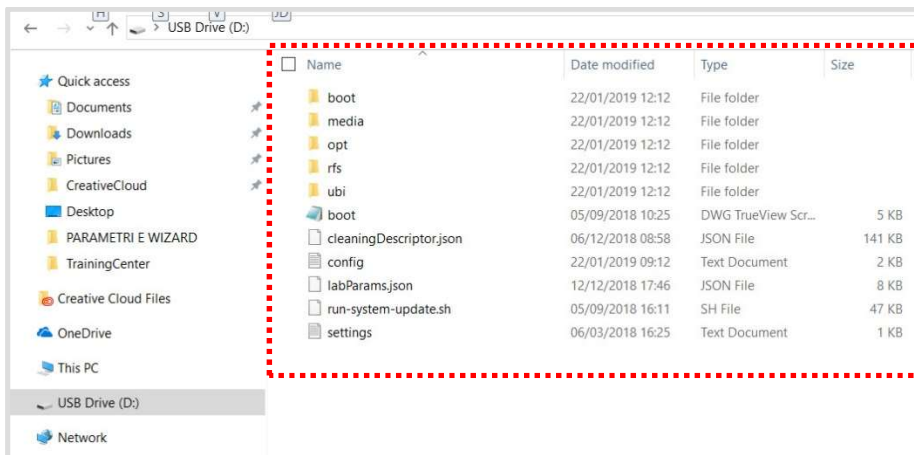 H S V JD
USB Drive (D:)
Name Date modified Type Size
Quick access
Documents
Downloads
Pictures
CreativeCloud
Desktop
PARAMETRI E WIZARD
TrainingCenter
Creative Cloud Files
OneDrive
This PC
USB Drive (D:)
Network
boot 22/01/2019 12:12 File folder
media 22/01/2019 12:12 File folder
opt 22/01/2019 12:12 File folder
rfs 22/01/2019 12:12 File folder
ubi 22/01/2019 12:12 File folder
boot 05/09/2018 10:25 DWG TrueView Scr... 5 KB
cleaningDescriptor.json 06/12/2018 08:58 JSON File 141 KB
config 22/01/2019 09:12 Text Document 2 KB
labParams.json 12/12/2018 17:46 JSON File 8 KB
run-system-update.sh 05/09/2018 16:11 SH File 47 KB
settings 06/03/2018 16:25 Text Document 1 KB